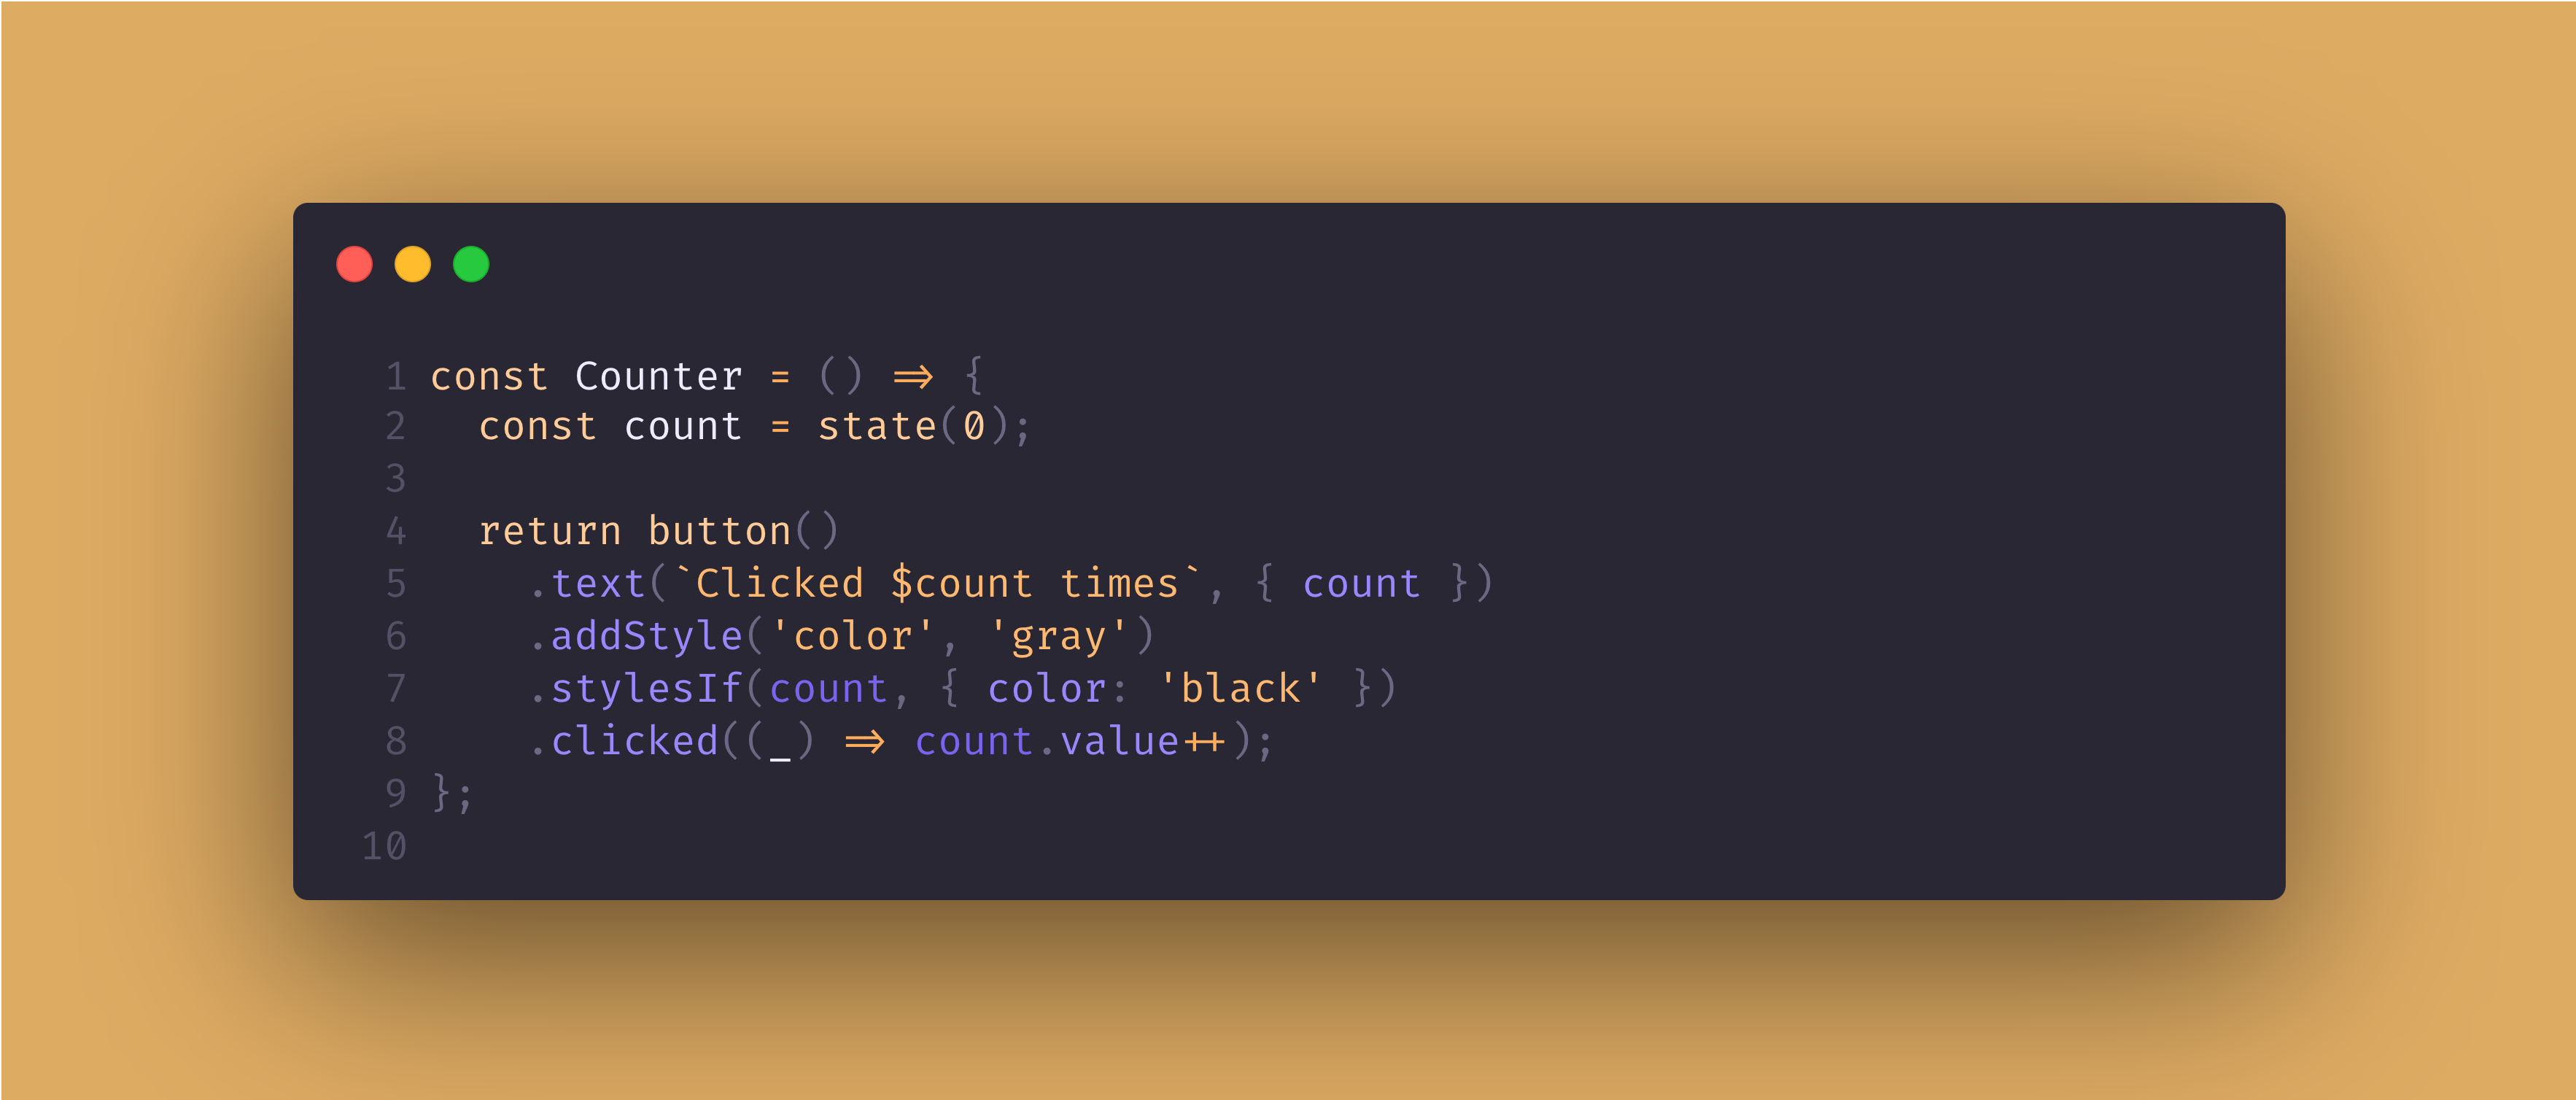 1 const Counter = () => {
2   const count = state(0);
3
4   return button()
5     .text(`Clicked $count times`, { count })
6     .addStyle('color', 'gray')
7     .stylesIf(count, { color: 'black' })
8     .clicked((_) => count.value++);
9 };
10